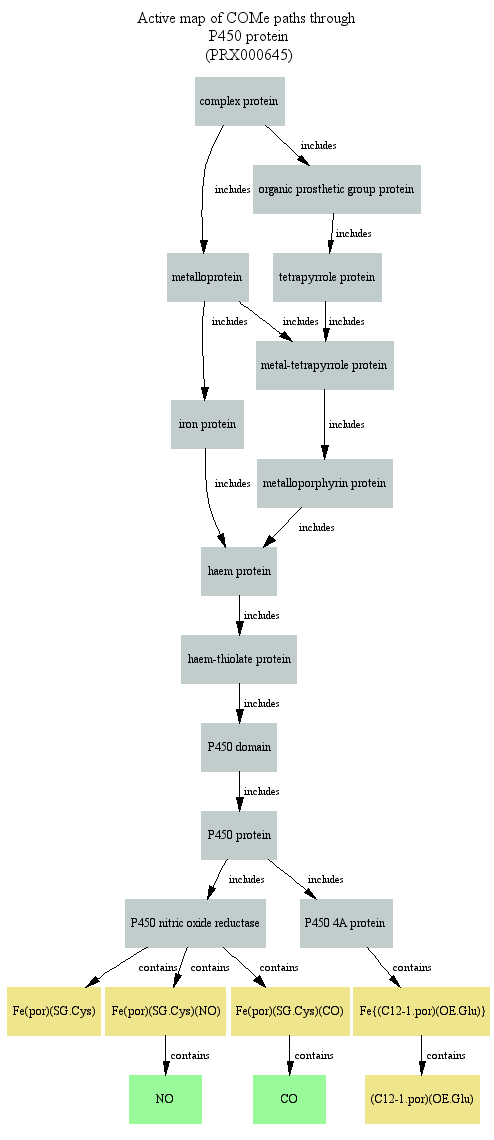 Active map of COMe paths through
P450 protein
(PRX000645)
complex protein
includes
organic prosthetic group protein
includes
includes
metalloprotein
tetrapyrrole protein
includes
includes
includes
metal-tetrapyrrole protein
iron protein
includes
metalloporphyrin protein
includes
includes
haem protein
includes
haem-thiolate protein
includes
P450 domain
includes
P450 protein
includes
includes
P450 nitric oxide reductase
P450 4A protein
contains
contains
contains
contains
Fe(por)(SG.Cys)
Fe(por)(SG.Cys)(NO)
Fe(por)(SG.Cys)(CO)
Fe{(C12-1.por)(OE.Glu)}
contains
contains
contains
NO
CO
(C12-1.por)(OE.Glu)